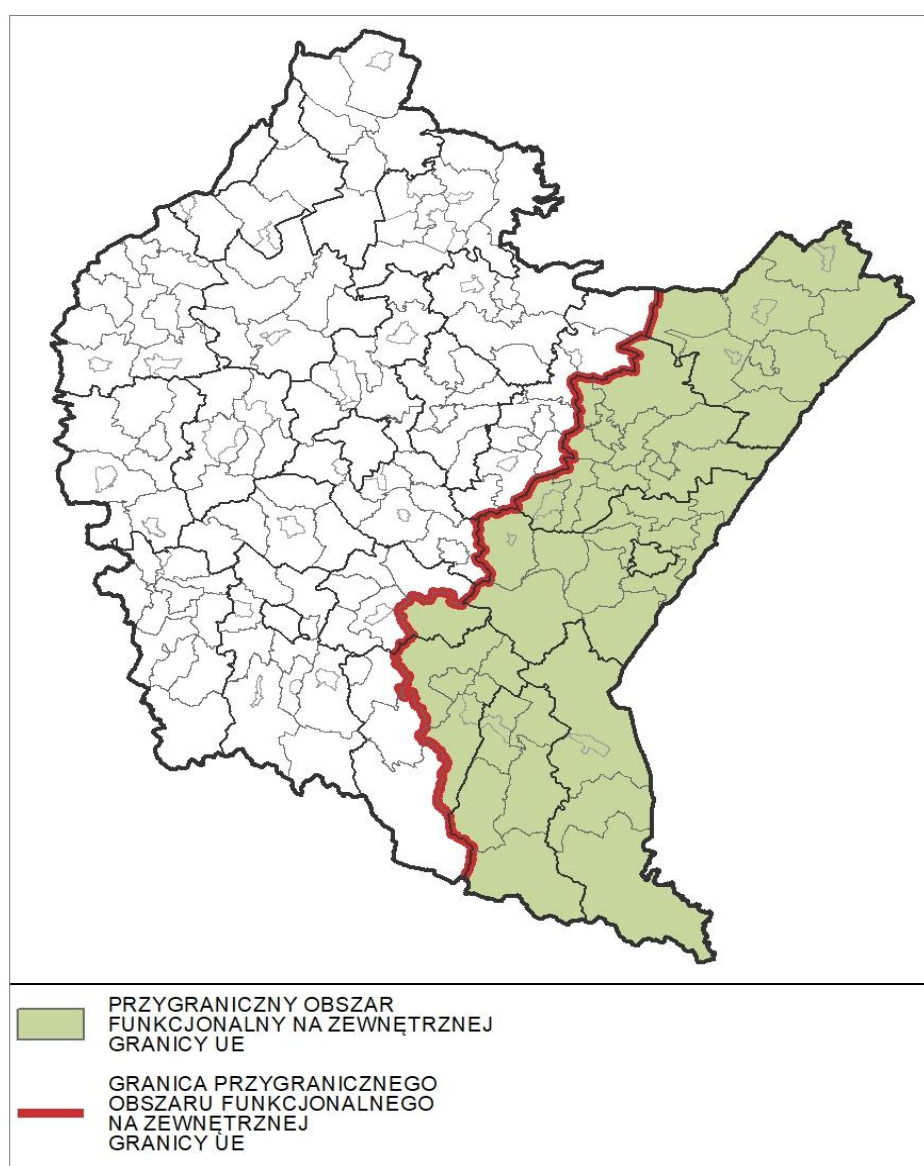 PRZYGRANICZNY OBSZAR
FUNKCJONALNY NA ZEWNĘTRZNEJ
GRANICY UE
GRANICA PRZYGRANICZNEGO
OBSZARU FUNKCJONALNEGO
NA ZEWNĘTRZNEJ
GRANICY UE